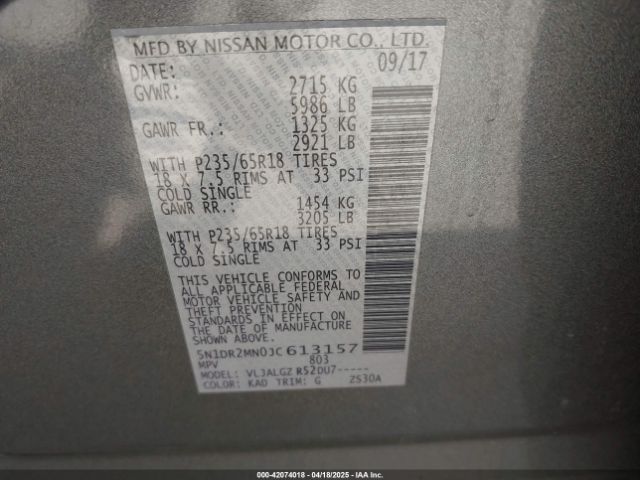 MFD BY NISSAN MOTOR CO., LTD.
DATE: 09/17
GVWR: 2715 KG
5986 LB
GAWR FR.: 1325 KG
2921 LB
WITH P235/65R18 TIRES
18 X 7.5 RIMS AT 33 PSI
COLD SINGLE
GAWR RR.: 1454 KG
3205 LB
WITH P235/65R18 TIRES
18 X 7.5 RIMS AT 33 PSI
COLD SINGLE
THIS VEHICLE CONFORMS TO
ALL APPLICABLE FEDERAL
MOTOR VEHICLE SAFETY AND
THEFT PREVENTION
STANDARDS IN EFFECT ON
THE DATE OF MANUFACTURE
SHOWN ABOVE.
5N1DR2MN0JC613157
MPV 803
MODEL: VLJALGZ R52DU7-----
COLOR: KAD TRIM: G ZS30A
000-42074018 - 04/18/2025 - IAAI.COM